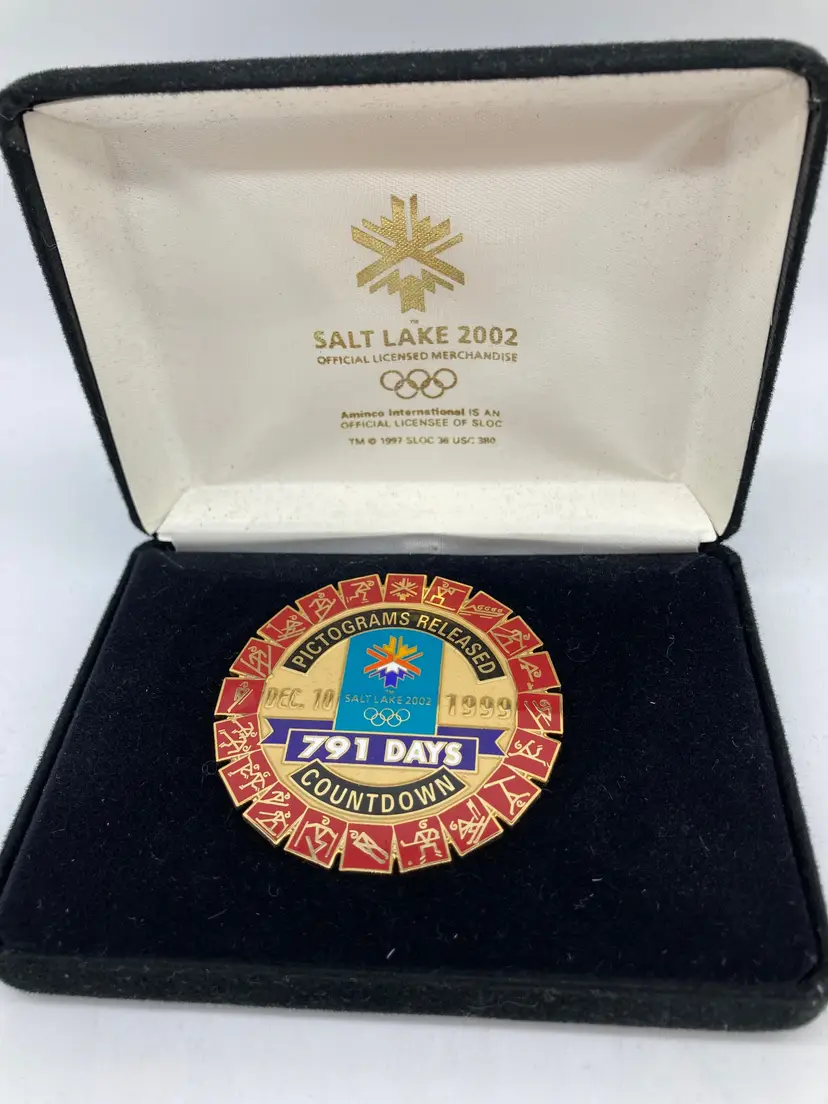 ™
SALT LAKE 2002
OFFICIAL LICENSED MERCHANDISE
Aminco International IS AN
OFFICIAL LICENSEE OF SLOC
TM © 1997 SLOC 36 USC 380
PICTOGRAMS RELEASED
DEC. 10 1999
™
SALT LAKE 2002
791 DAYS
COUNTDOWN